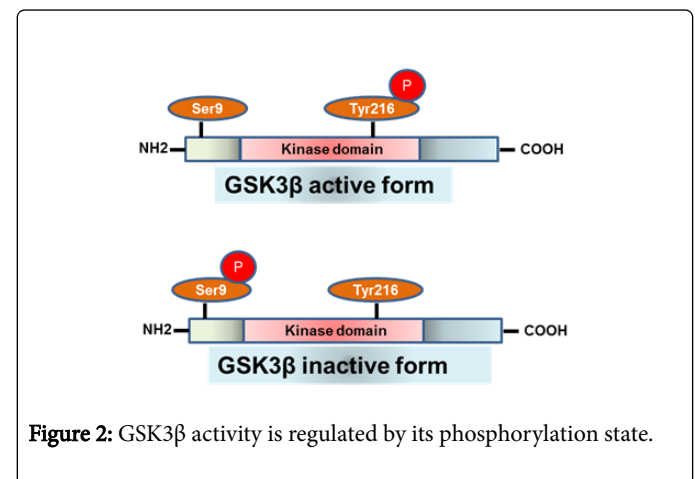 P
Ser9 Tyr216
NH2 Kinase domain COOH
GSK3β active form
P
Ser9 Tyr216
NH2 Kinase domain COOH
GSK3β inactive form
Figure 2: GSK3β activity is regulated by its phosphorylation state.